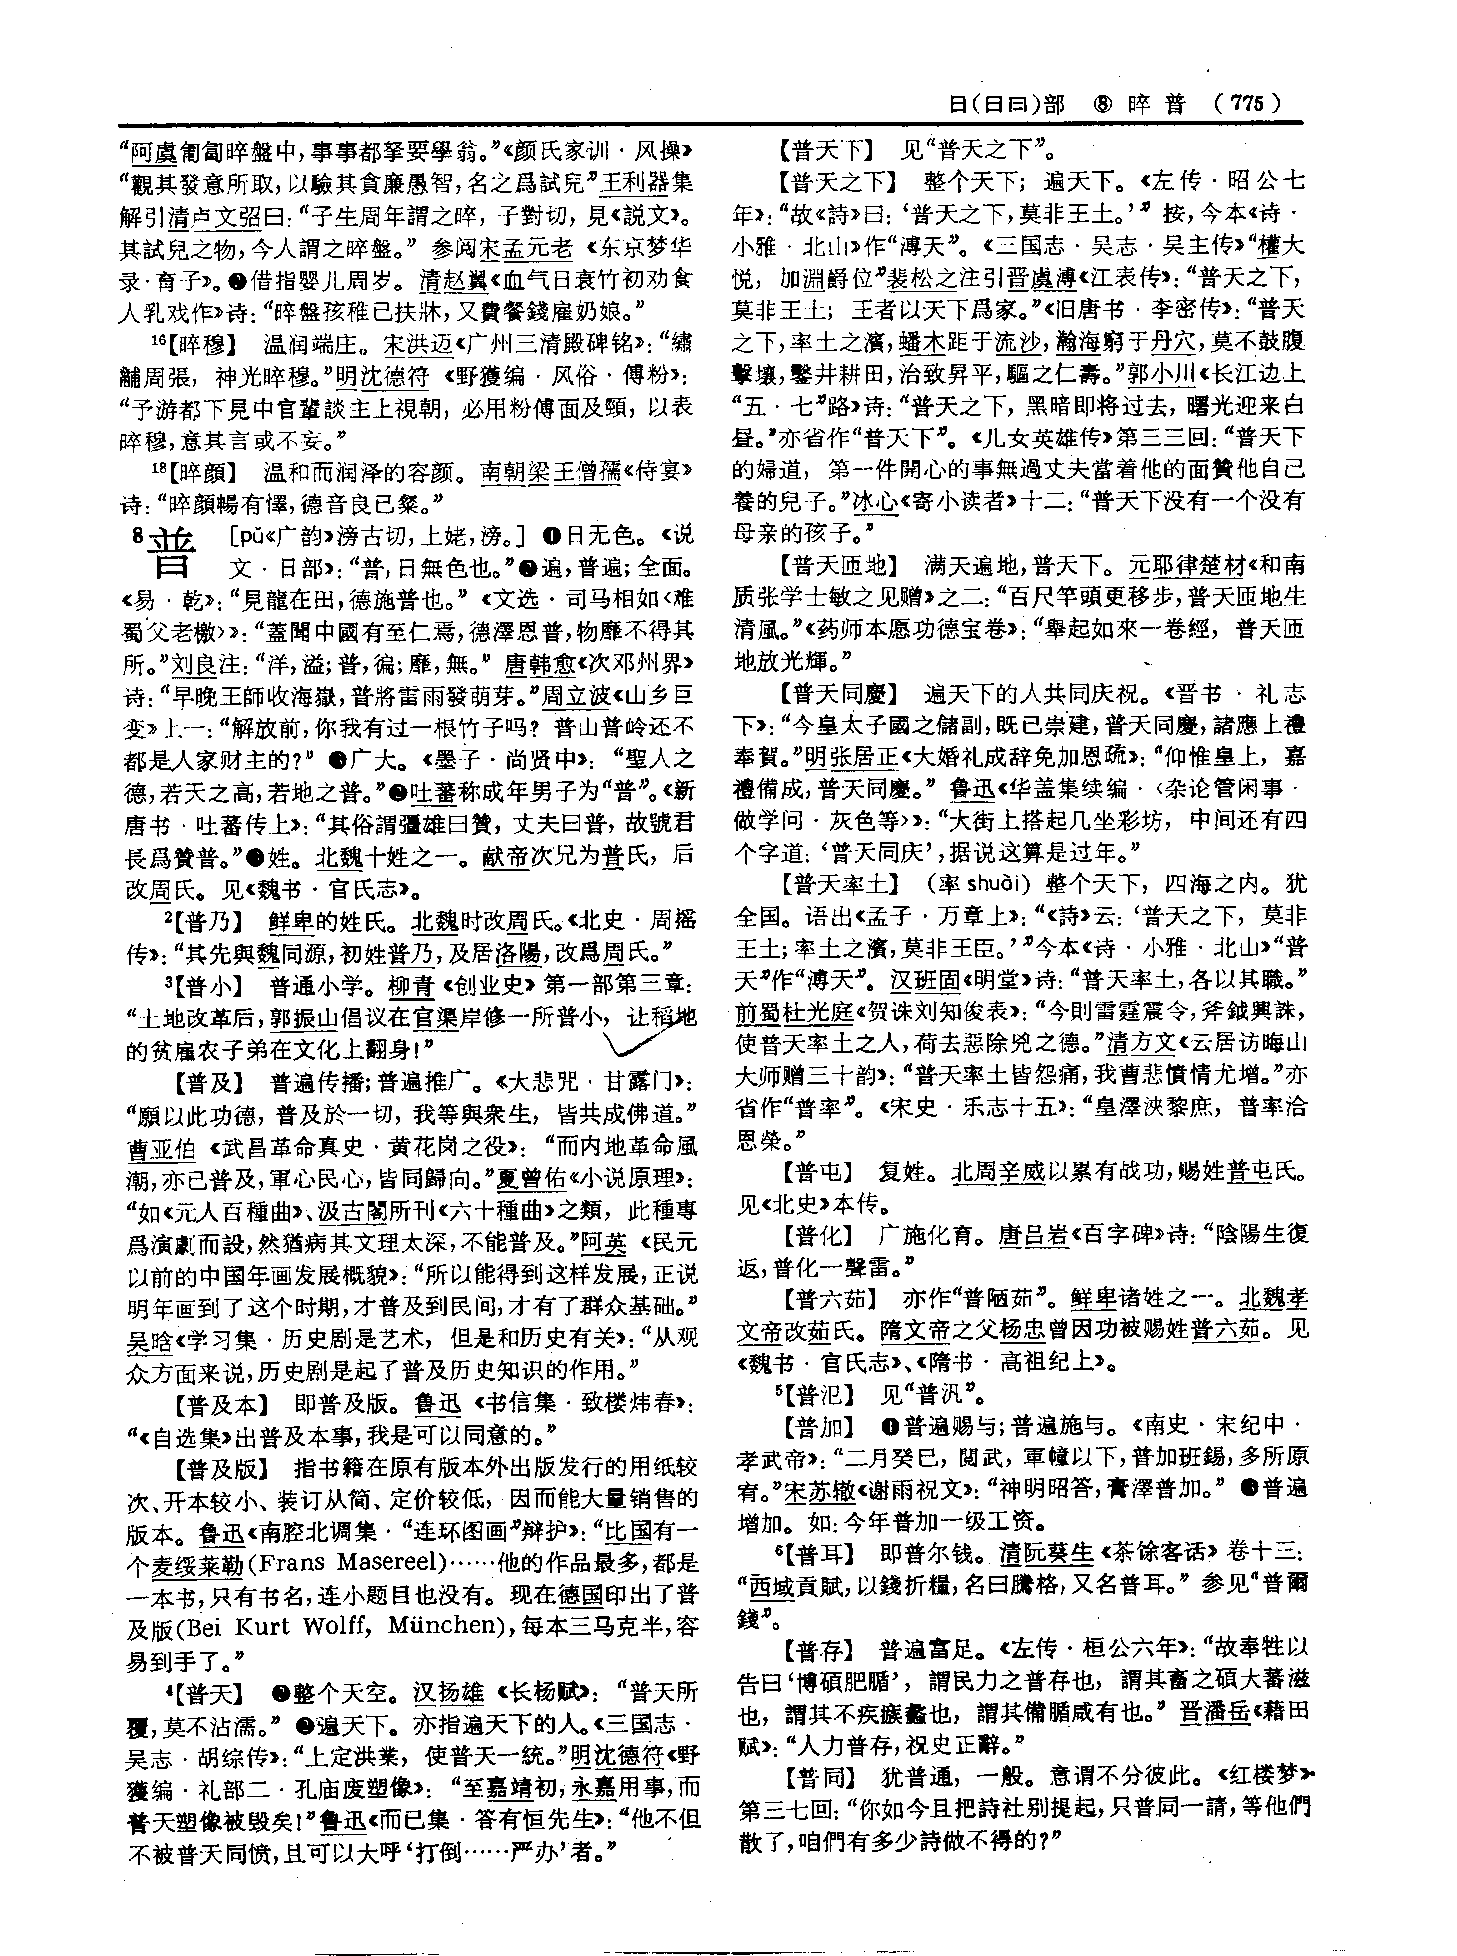 日(日曰)部　⑧　晬　普　(775)
“阿虞匍匐晬盤中,事事都拏要學翁。”《颜氏家训·风操》
“觀其發意所取,以驗其貪廉愚智,名之爲試兒”王利器集
解引清卢文弨曰:“子生周年謂之晬,子對切,見《説文》。
其試兒之物,今人謂之晬盤。” 参阅宋孟元老《东京梦华
录·育子》。❷借指婴儿周岁。清赵翼《血气日衰竹初劝食
人乳戏作》诗:“晬盤孩稚已扶牀,又費餐錢雇奶娘。”
16【晬穆】 温润端庄。宋洪迈《广州三清殿碑铭》:“繡
黼周張,神光晬穆。”明沈德符《野獲编·风俗·傅粉》:
“予游都下見中官輩談主上視朝,必用粉傅面及頸,以表
晬穆,意其言或不妄。”
18【晬顔】 温和而润泽的容颜。南朝梁王僧孺《侍宴》
诗:“晬顔暢有懌,德音良已粲。”
8普 [pǔ《广韵》滂古切,上姥,滂。] ❶日无色。《说
文·日部》:“普,日無色也。”❷遍,普遍;全面。
《易·乾》:“見龍在田,德施普也。”《文选·司马相如〈难
蜀父老檄〉》:“蓋聞中國有至仁焉,德澤恩普,物靡不得其
所。”刘良注:“洋,溢;普,徧;靡,無。” 唐韩愈《次邓州界》
诗:“早晚王師收海嶽,普將雷雨發萌芽。”周立波《山乡巨
变》上一:“解放前,你我有过一根竹子吗?普山普岭还不
都是人家财主的?” ❸广大。《墨子·尚贤中》:“聖人之
德,若天之高,若地之普。”❹吐蕃称成年男子为“普”。《新
唐书·吐蕃传上》:“其俗謂彊雄曰贊,丈夫曰普,故號君
長爲贊普。”❺姓。北魏十姓之一。献帝次兄为普氏,后
改周氏。见《魏书·官氏志》。
2【普乃】 鲜卑的姓氏。北魏时改周氏。《北史·周摇
传》:“其先與魏同源,初姓普乃,及居洛陽,改爲周氏。”
3【普小】 普通小学。柳青《创业史》第一部第三章:
“土地改革后,郭振山倡议在官渠岸修一所普小,让稻地
的贫雇农子弟在文化上翻身!”
【普及】 普遍传播;普遍推广。《大悲咒·甘露门》:
“願以此功德,普及於一切,我等與衆生,皆共成佛道。”
曹亚伯《武昌革命真史·黄花岗之役》:“而内地革命風
潮,亦已普及,軍心民心,皆同歸向。”夏曾佑《小说原理》:
“如《元人百種曲》、汲古閣所刊《六十種曲》之類,此種專
爲演劇而設,然猶病其文理太深,不能普及。”阿英《民元
以前的中国年画发展概貌》:“所以能得到这样发展,正说
明年画到了这个时期,才普及到民间,才有了群众基础。”
吴晗《学习集·历史剧是艺术,但是和历史有关》:“从观
众方面来说,历史剧是起了普及历史知识的作用。”
【普及本】 即普及版。鲁迅《书信集·致楼炜春》:
“《自选集》出普及本事,我是可以同意的。”
【普及版】 指书籍在原有版本外出版发行的用纸较
次、开本较小、装订从简、定价较低,因而能大量销售的
版本。鲁迅《南腔北调集·“连环图画”辩护》:“比国有一
个麦绥莱勒(Frans Masereel)……他的作品最多,都是
一本书,只有书名,连小题目也没有。现在德国印出了普
及版(Bei Kurt Wolff, München),每本三马克半,容
易到手了。”
4【普天】 ❶整个天空。汉扬雄《长杨赋》:“普天所
覆,莫不沾濡。” ❷遍天下。亦指遍天下的人。《三国志·
吴志·胡综传》:“上定洪業,使普天一统。”明沈德符《野
獲编·礼部二·孔庙废塑像》:“至嘉靖初,永嘉用事,而
普天塑像被毁矣!”鲁迅《而已集·答有恒先生》:“他不但
不被普天同愤,且可以大呼‘打倒……严办’者。”
【普天下】 见“普天之下”。
【普天之下】 整个天下;遍天下。《左传·昭公七
年》:“故《詩》曰:‘普天之下,莫非王土。’” 按,今本《诗·
小雅·北山》作“溥天”。《三国志·吴志·吴主传》“權大
悦,加淵爵位”裴松之注引晋虞溥《江表传》:“普天之下,
莫非王土;王者以天下爲家。”《旧唐书·李密传》:“普天
之下,率土之濱,蟠木距于流沙,瀚海窮于丹穴,莫不鼓腹
擊壤,鑿井耕田,治致昇平,驅之仁壽。”郭小川《长江边上
“五·七”路》诗:“普天之下,黑暗即将过去,曙光迎来白
昼。”亦省作“普天下”。《儿女英雄传》第三三回:“普天下
的婦道,第一件開心的事無過丈夫當着他的面贊他自己
養的兒子。”冰心《寄小读者》十二:“普天下没有一个没有
母亲的孩子。”
【普天匝地】 满天遍地,普天下。元耶律楚材《和南
质张学士敏之见赠》之二:“百尺竿頭更移步,普天匝地生
清風。”《药师本愿功德宝卷》:“舉起如來一卷經,普天匝
地放光輝。”
【普天同慶】 遍天下的人共同庆祝。《晋书·礼志
下》:“今皇太子國之儲副,既已崇建,普天同慶,諸應上禮
奉賀。”明张居正《大婚礼成辞免加恩疏》:“仰惟皇上,嘉
禮備成,普天同慶。” 鲁迅《华盖集续编·〈杂论管闲事·
做学问·灰色等〉》:“大街上搭起几坐彩坊,中间还有四
个字道:‘普天同庆’,据说这算是过年。”
【普天率土】 (率shuài) 整个天下,四海之内。犹
全国。语出《孟子·万章上》:“《詩》云:‘普天之下,莫非
王土;率土之濱,莫非王臣。’”今本《诗·小雅·北山》“普
天”作“溥天”。汉班固《明堂》诗:“普天率土,各以其職。”
前蜀杜光庭《贺诛刘知俊表》:“今則雷霆震令,斧鉞興誅,
使普天率土之人,荷去惡除兇之德。”清方文《云居访晦山
大师赠三十韵》:“普天率土皆怨痛,我曹悲憤情尤增。”亦
省作“普率”。《宋史·乐志十五》:“皇澤浹黎庶,普率洽
恩榮。”
【普屯】 复姓。北周辛威以累有战功,赐姓普屯氏。
见《北史》本传。
【普化】 广施化育。唐吕岩《百字碑》诗:“陰陽生復
返,普化一聲雷。”
【普六茹】 亦作“普陋茹”。鲜卑诸姓之一。北魏孝
文帝改茹氏。隋文帝之父杨忠曾因功被赐姓普六茹。见
《魏书·官氏志》、《隋书·高祖纪上》。
5【普氾】 见“普汎”。
【普加】 ❶普遍赐与;普遍施与。《南史·宋纪中·
孝武帝》:“二月癸巳,閲武,軍幢以下,普加班錫,多所原
宥。”宋苏辙《谢雨祝文》:“神明昭答,膏澤普加。” ❷普遍
增加。如:今年普加一级工资。
6【普耳】 即普尔钱。清阮葵生《茶馀客话》卷十三:
“西域貢賦,以錢折糧,名曰騰格,又名普耳。”参见“普爾
錢”。
【普存】 普遍富足。《左传·桓公六年》:“故奉牲以
告曰‘博碩肥腯’,謂民力之普存也,謂其畜之碩大蕃滋
也,謂其不疾瘯蠡也,謂其備腯咸有也。” 晋潘岳《藉田
赋》:“人力普存,祝史正辭。”
【普同】 犹普通,一般。意谓不分彼此。《红楼梦》
第三七回:“你如今且把詩社别提起,只普同一請,等他們
散了,咱們有多少詩做不得的?”